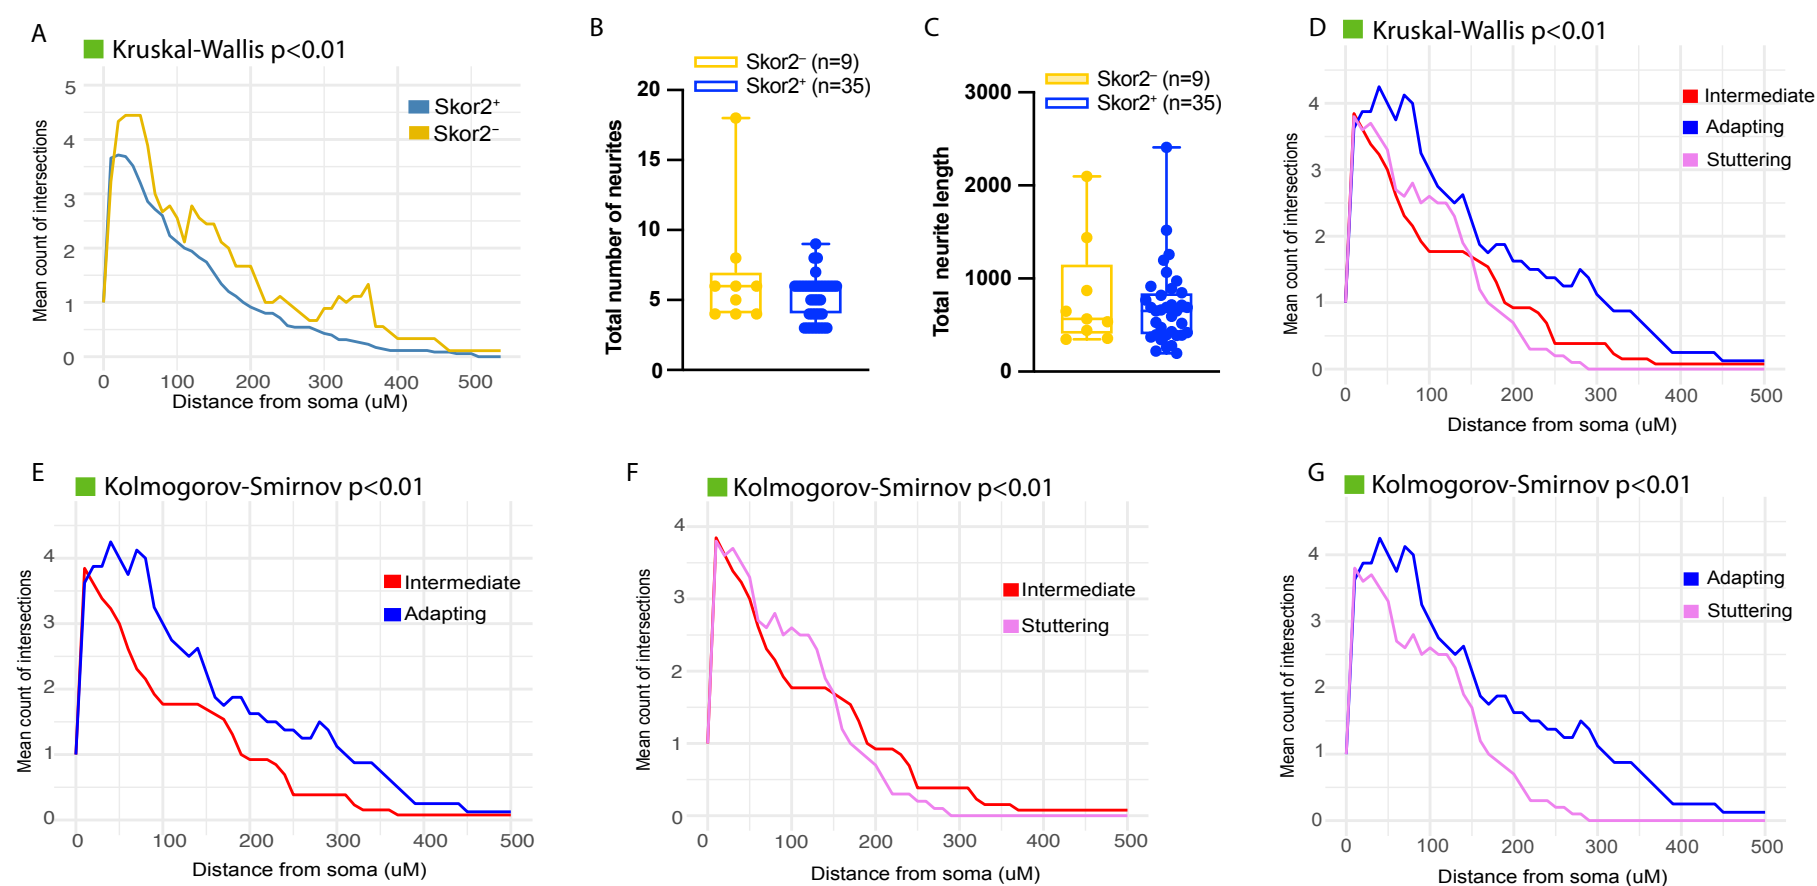 A
Kruskal-Wallis p<0.01
Mean count of intersections
5
4
3
2
1
0
Skor2+
Skor2−
0 100 200 300 400 500
Distance from soma (uM)
B
Skor2− (n=9)
Skor2+ (n=35)
Total number of neurites
20
15
10
5
0
C
Skor2− (n=9)
Skor2+ (n=35)
Total neurite length
3000
2000
1000
0
D
Kruskal-Wallis p<0.01
Mean count of intersections
4
3
2
1
0
Intermediate
Adapting
Stuttering
0 100 200 300 400 500
Distance from soma (uM)
E
Kolmogorov-Smirnov p<0.01
Mean count of intersections
4
3
2
1
0
Intermediate
Adapting
0 100 200 300 400 500
Distance from soma (uM)
F
Kolmogorov-Smirnov p<0.01
Mean count of intersections
4
3
2
1
0
Intermediate
Stuttering
0 100 200 300 400 500
Distance from soma (uM)
G
Kolmogorov-Smirnov p<0.01
Mean count of intersections
4
3
2
1
0
Adapting
Stuttering
0 100 200 300 400 500
Distance from soma (uM)